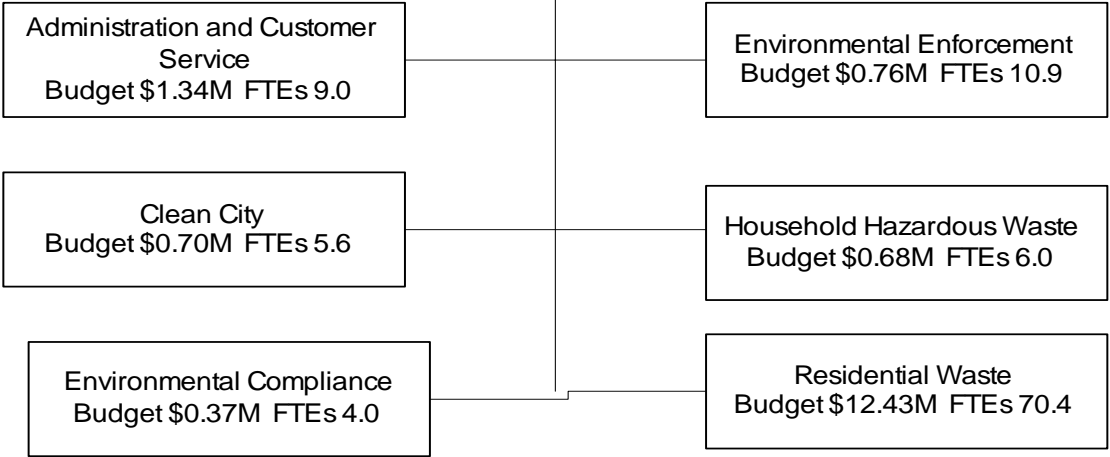 Administration and Customer
Service
Budget $1.34M FTEs 9.0
Environmental Enforcement
Budget $0.76M FTEs 10.9
Clean City
Budget $0.70M FTEs 5.6
Household Hazardous Waste
Budget $0.68M FTEs 6.0
Environmental Compliance
Budget $0.37M FTEs 4.0
Residential Waste
Budget $12.43M FTEs 70.4